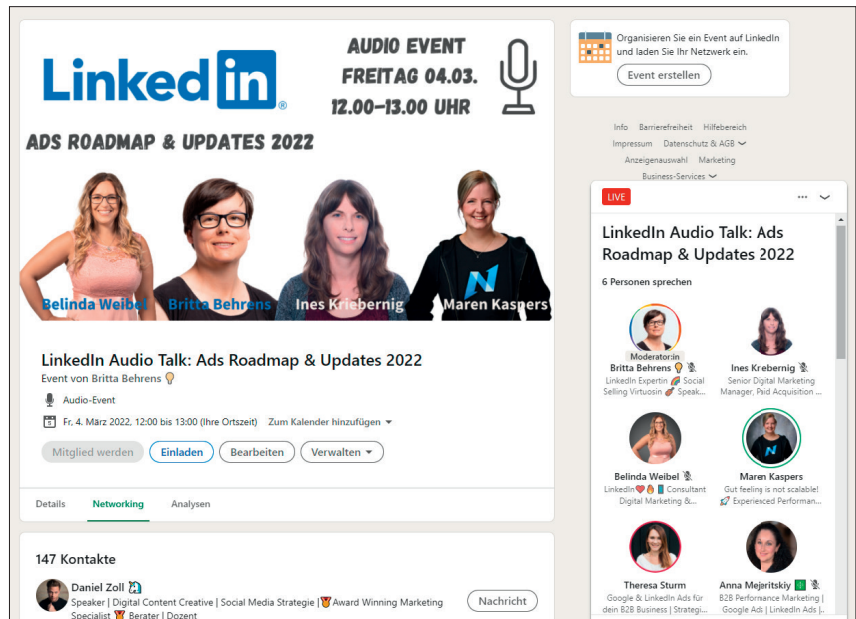 LinkedIn
AUDIO EVENT
FREITAG 04.03.
12.00–13.00 UHR
ADS ROADMAP & UPDATES 2022
Belinda Weibel
Britta Behrens
Ines Kriebernig
Maren Kaspers
LinkedIn Audio Talk: Ads Roadmap & Updates 2022
Event von Britta Behrens
Audio-Event
Fr, 4. März 2022, 12:00 bis 13:00 (Ihre Ortszeit) Zum Kalender hinzufügen
Mitglied werden
Einladen
Bearbeiten
Verwalten
Details
Networking
Analysen
147 Kontakte
Daniel Zoll
Speaker | Digital Content Creative | Social Media Strategie | Award Winning Marketing
Specialist Berater | Dozent
Nachricht
Organisieren Sie ein Event auf LinkedIn
und laden Sie Ihr Netzwerk ein.
Event erstellen
Info Barrierefreiheit Hilfebereich
Impressum Datenschutz & AGB
Anzeigenauswahl Marketing
Business-Services
LIVE
LinkedIn Audio Talk: Ads
Roadmap & Updates 2022
6 Personen sprechen
Moderator:in
Britta Behrens
LinkedIn Expertin Social
Selling Virtuosin Speak...
Ines Krebernig
Senior Digital Marketing
Manager, Paid Acquisition ...
Belinda Weibel
LinkedIn Consultant
Digital Marketing &...
Maren Kaspers
Gut feeling is not scalable!
Experienced Performan...
Theresa Sturm
Google & LinkedIn Ads für
dein B2B Business | Strategi...
Anna Mejeritskiy
B2B Performance Marketing |
Google Ads | LinkedIn Ads |..